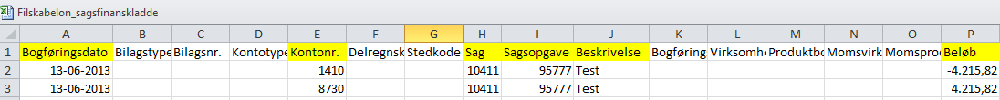 Filskabelon_sagsfinanskladde
A B C D E F G H I J K L M N O P
1 Bogføringsdato Bilagstype Bilagsnr. Kontotype Kontonr. Delregnsk Stedkode Sag Sagsopgave Beskrivelse Bogføring Virksomhe Produktbo Momsvirk Momsprod Beløb
2 13-06-2013 1410 10411 95777 Test -4.215,82
3 13-06-2013 8730 10411 95777 Test 4.215,82